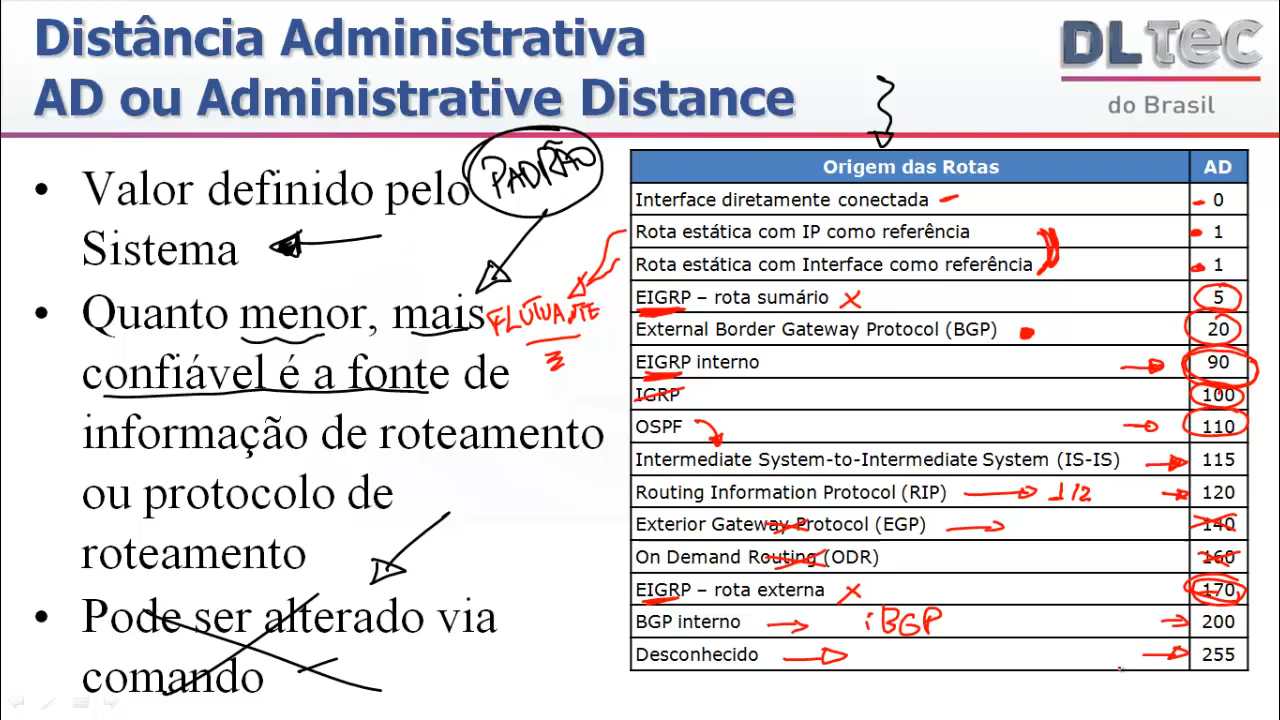 Distância Administrativa
AD ou Administrative Distance
DLTEC
do Brasil
• Valor definido pelo
Sistema
PADRÃO
• Quanto menor, mais
confiável é a fonte de
informação de roteamento
ou protocolo de
roteamento
FLUTUANTE
• Pode ser alterado via
comando
Origem das Rotas AD
Interface diretamente conectada 0
Rota estática com IP como referência 1
Rota estática com Interface como referência 1
EIGRP – rota sumário 5
External Border Gateway Protocol (BGP) 20
EIGRP interno 90
IGRP 100
OSPF 110
Intermediate System-to-Intermediate System (IS-IS) 115
Routing Information Protocol (RIP) 1/2 120
Exterior Gateway Protocol (EGP) 140
On Demand Routing (ODR) 160
EIGRP – rota externa 170
BGP interno iBGP 200
Desconhecido 255